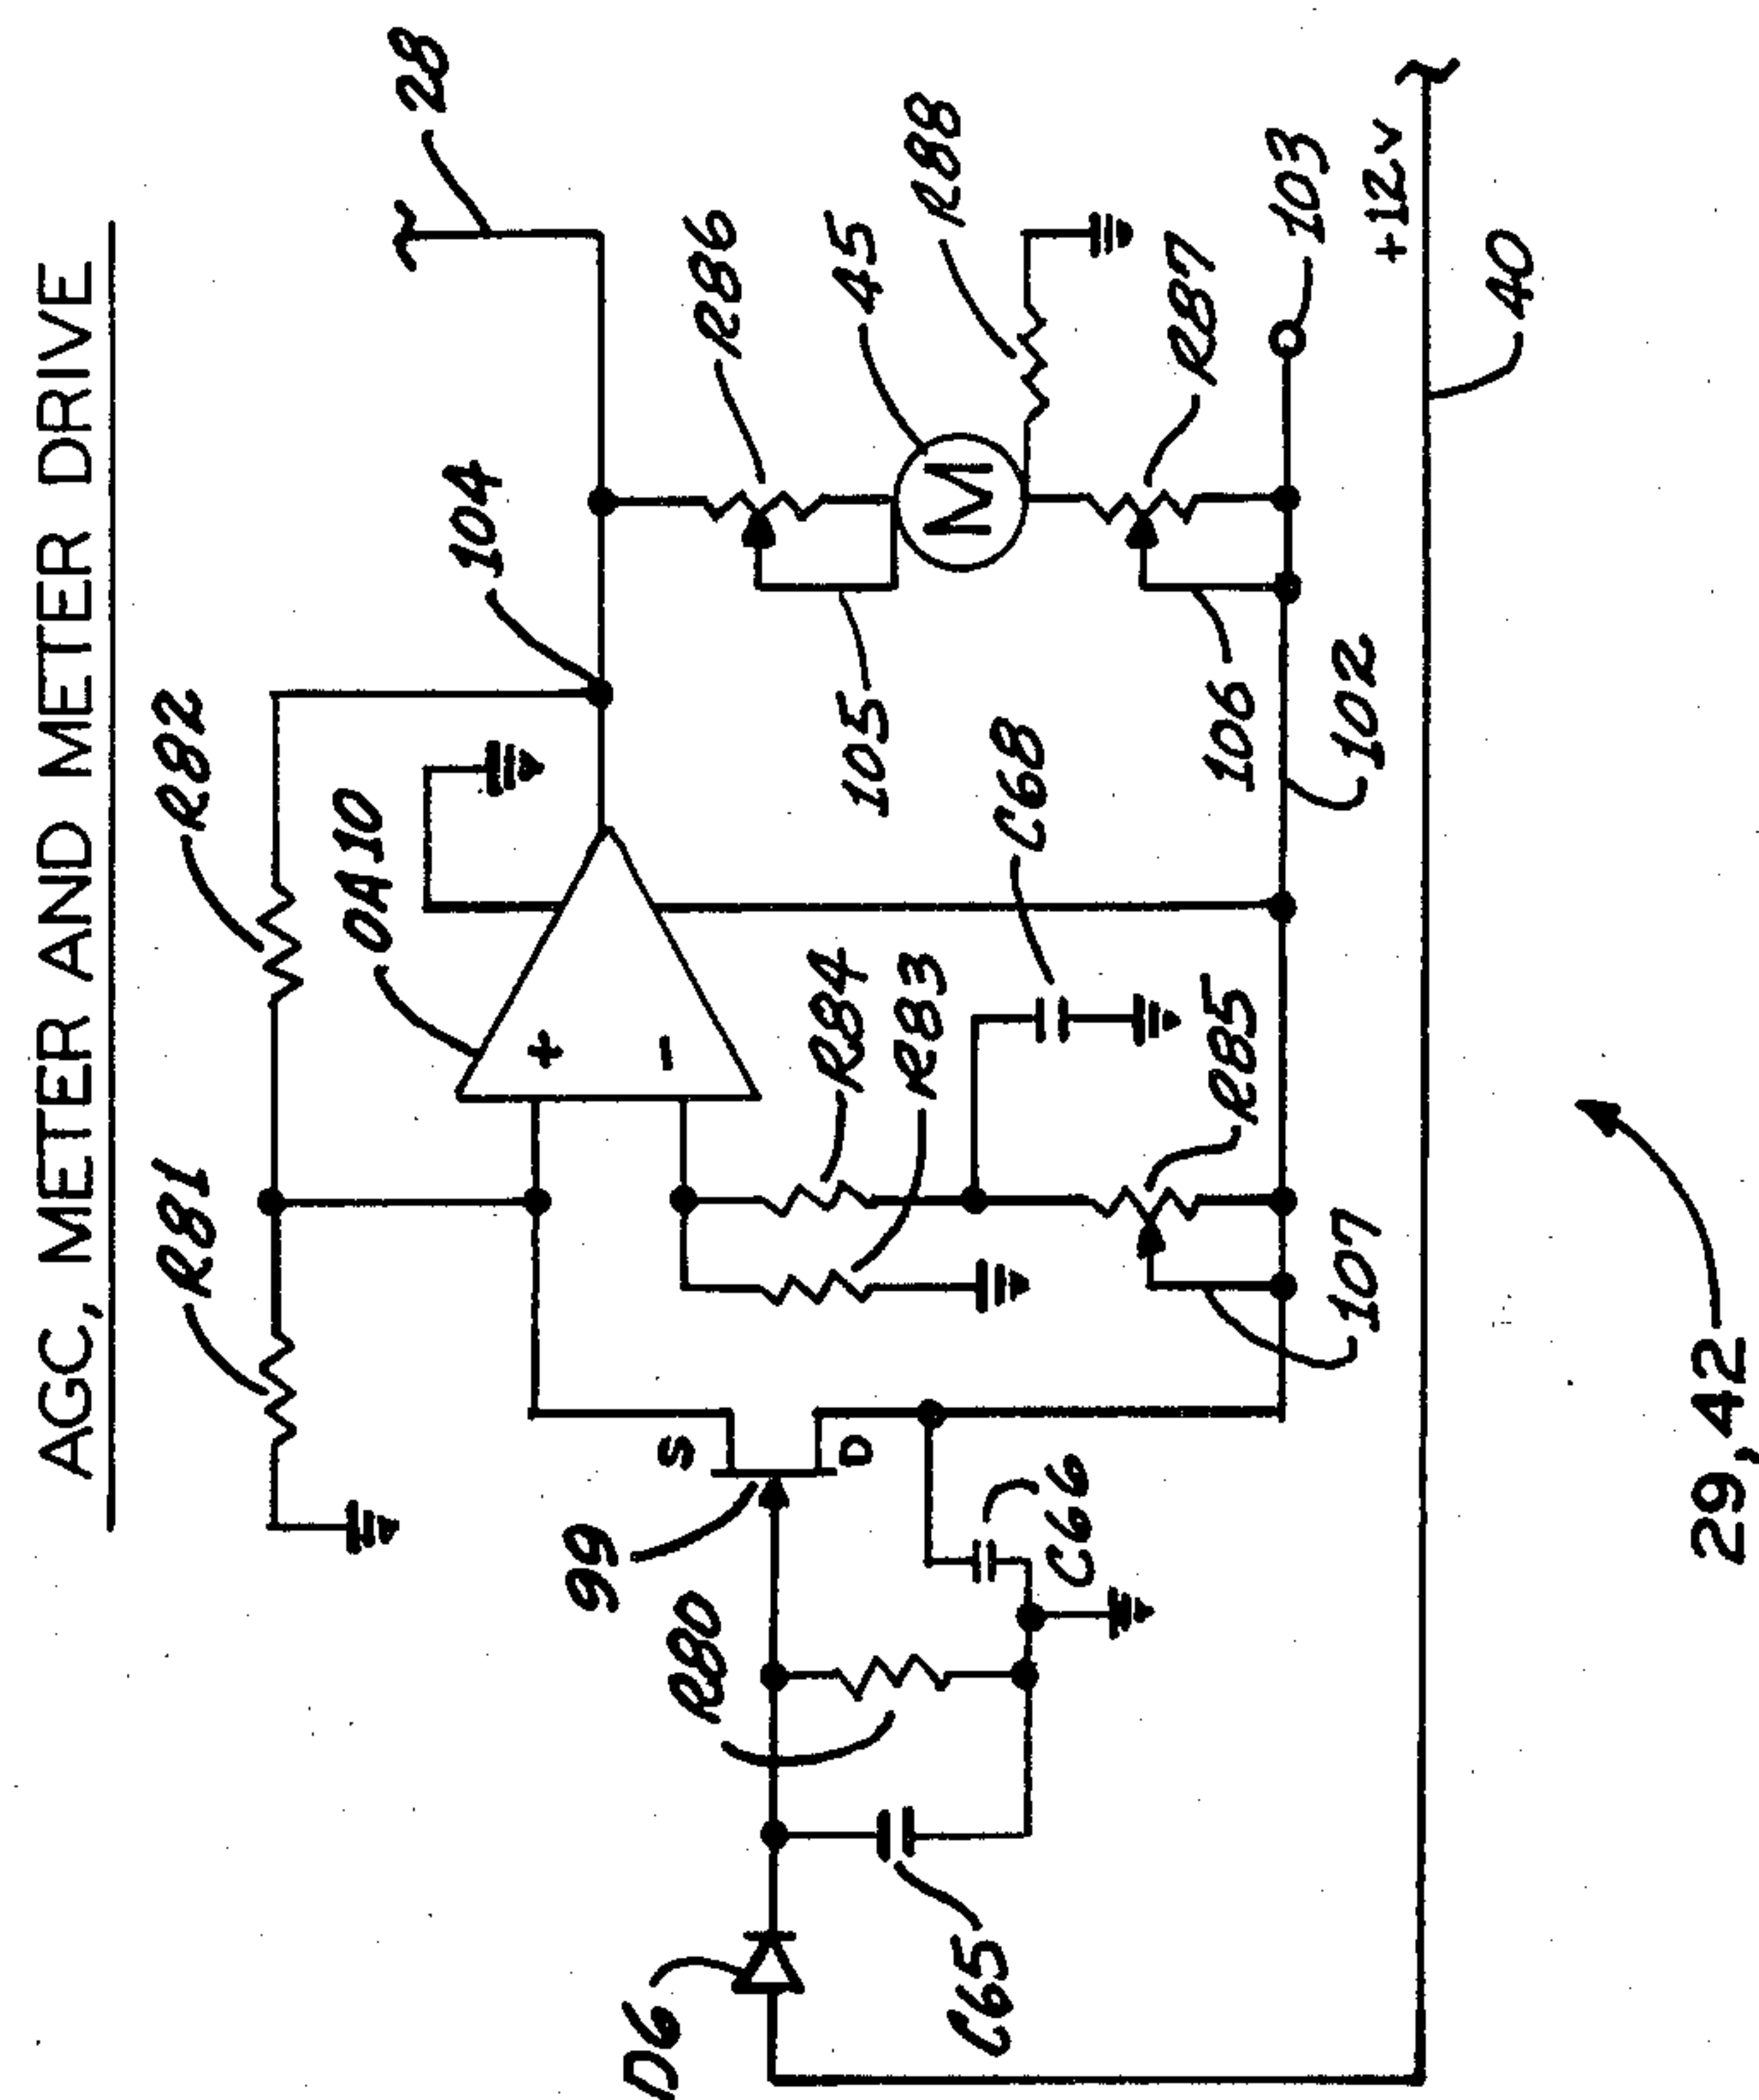 AGC, METER AND METER DRIVE
R81
R82
28
OA10
104
+
-
S
D
99
R84
R83
R86
105
45
R88
D6
R80
C65
C66
C68
R85
107
106
R87
102
103
+12v
40
29, 42